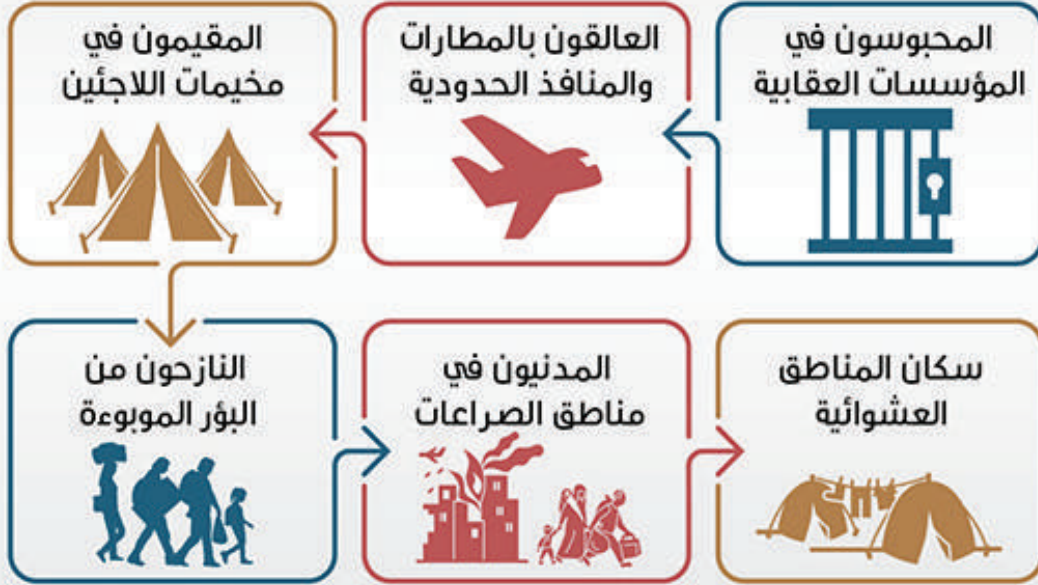 المحبوسون في
المؤسسات العقابية
العالقون بالمطارات
والمنافذ الحدودية
المقيمون في
مخيمات اللاجئين
النازحون من
البؤر الموبوءة
المدنيون في
مناطق الصراعات
سكان المناطق
العشوائية